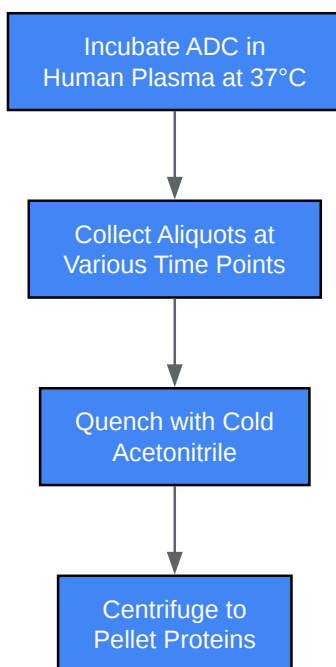 Incubate ADC in
Human Plasma at 37°C
Collect Aliquots at
Various Time Points
Quench with Cold
Acetonitrile
Centrifuge to
Pellet Proteins